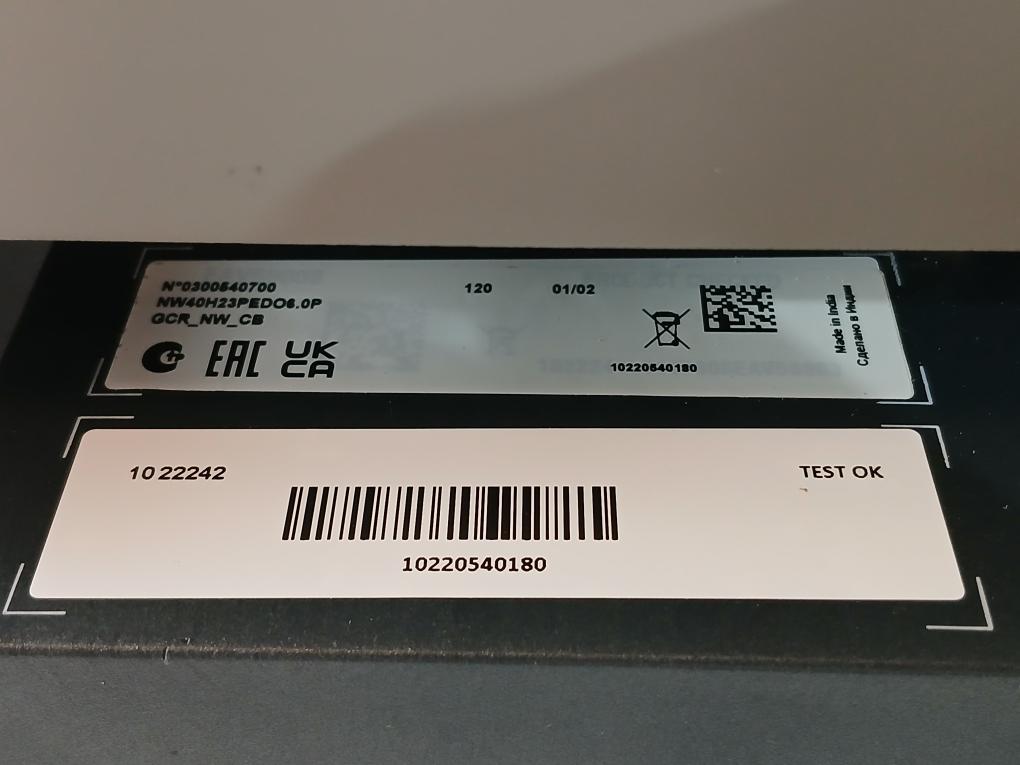 N°0300540700 120 01/02
NW40H23PEDO6.0P
GCR_NW_CB
EAC UK CA
10220540180
Made in India
Сделано в Индии
10 22242 TEST OK
10220540180